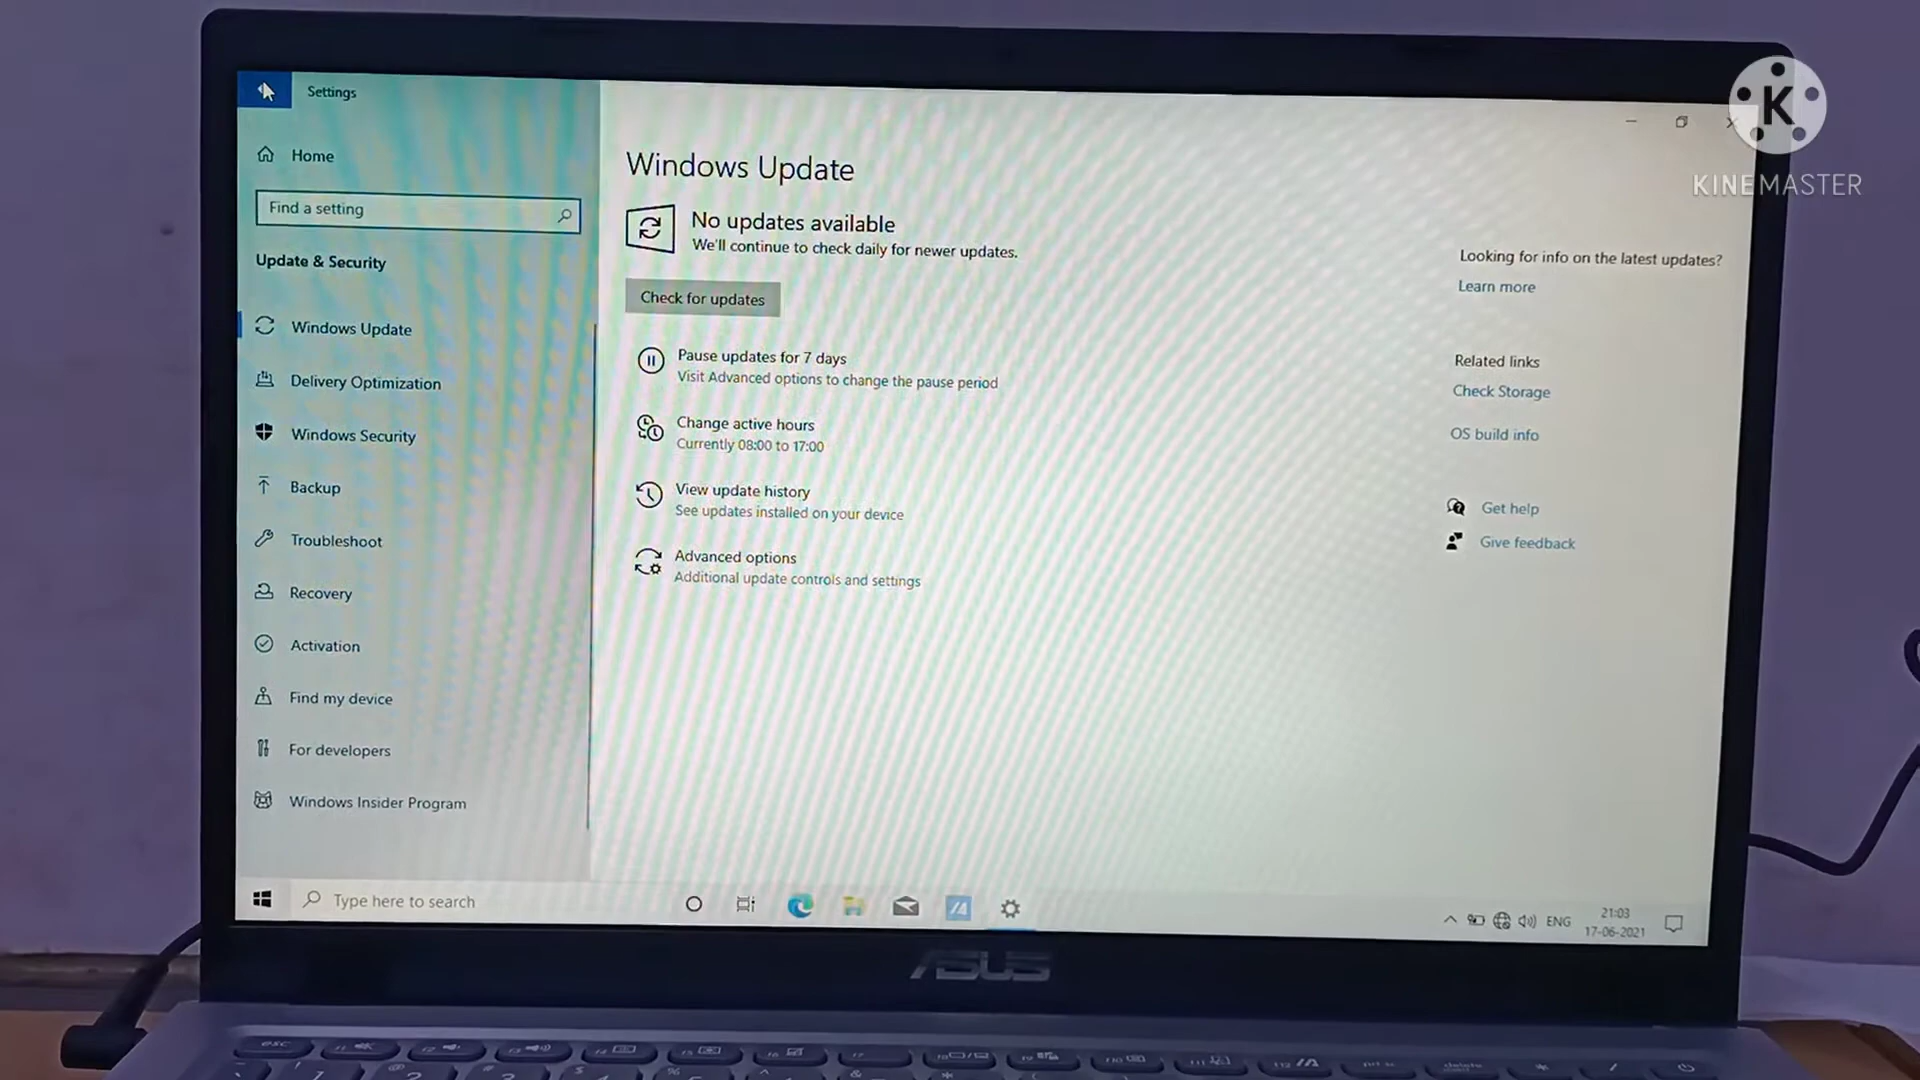 Settings
K
KINEMASTER
Home
Find a setting
Update & Security
Windows Update
Delivery Optimization
Windows Security
Backup
Troubleshoot
Recovery
Activation
Find my device
For developers
Windows Insider Program
Windows Update
No updates available
We'll continue to check daily for newer updates.
Check for updates
Pause updates for 7 days
Visit Advanced options to change the pause period
Change active hours
Currently 08:00 to 17:00
View update history
See updates installed on your device
Advanced options
Additional update controls and settings
Looking for info on the latest updates?
Learn more
Related links
Check Storage
OS build info
Get help
Give feedback
Type here to search
ENG
21:03
17-06-2021
ASUS
esc